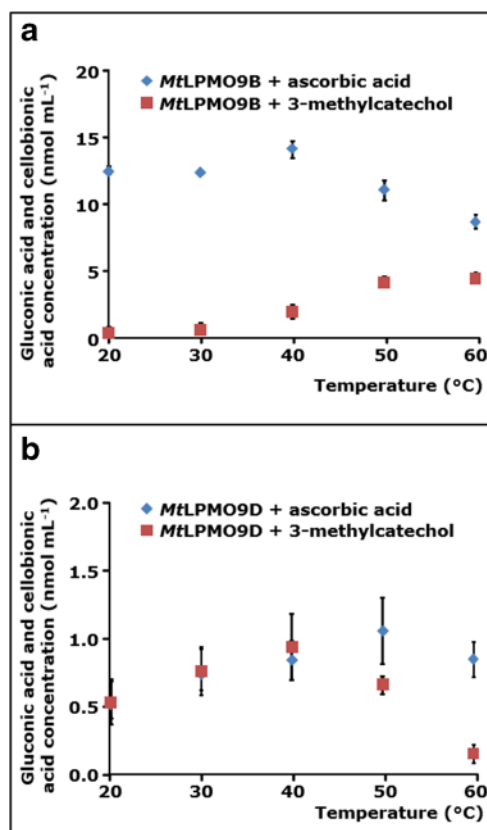 a
Gluconic acid and cellobionic
acid concentration (nmol mL⁻¹)
20
15
10
5
0
MtLPMO9B + ascorbic acid
MtLPMO9B + 3-methylcatechol
20 30 40 50 60
Temperature (°C)
b
Gluconic acid and cellobionic
acid concentration (nmol mL⁻¹)
2.0
1.5
1.0
0.5
0.0
MtLPMO9D + ascorbic acid
MtLPMO9D + 3-methylcatechol
20 30 40 50 60
Temperature (°C)